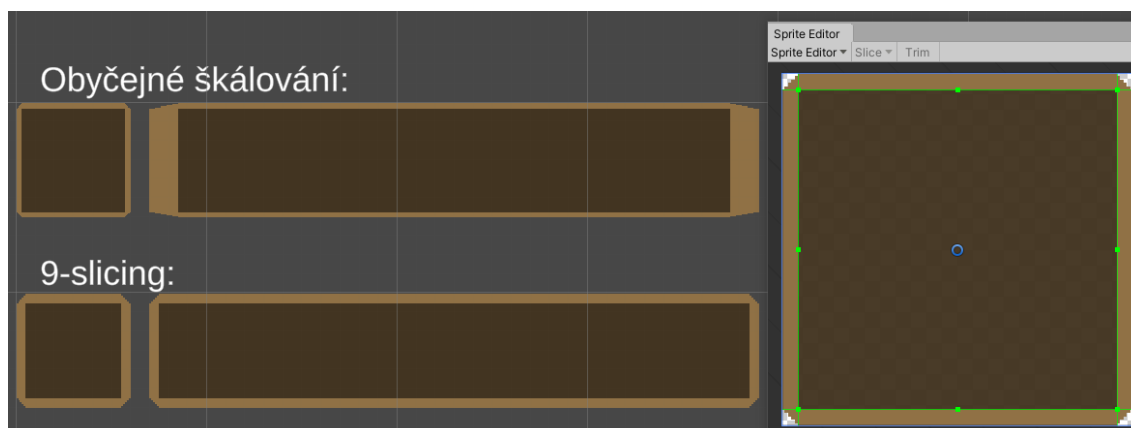 Obyčejné škálování:
9-slicing:
Sprite Editor
Sprite Editor Slice Trim